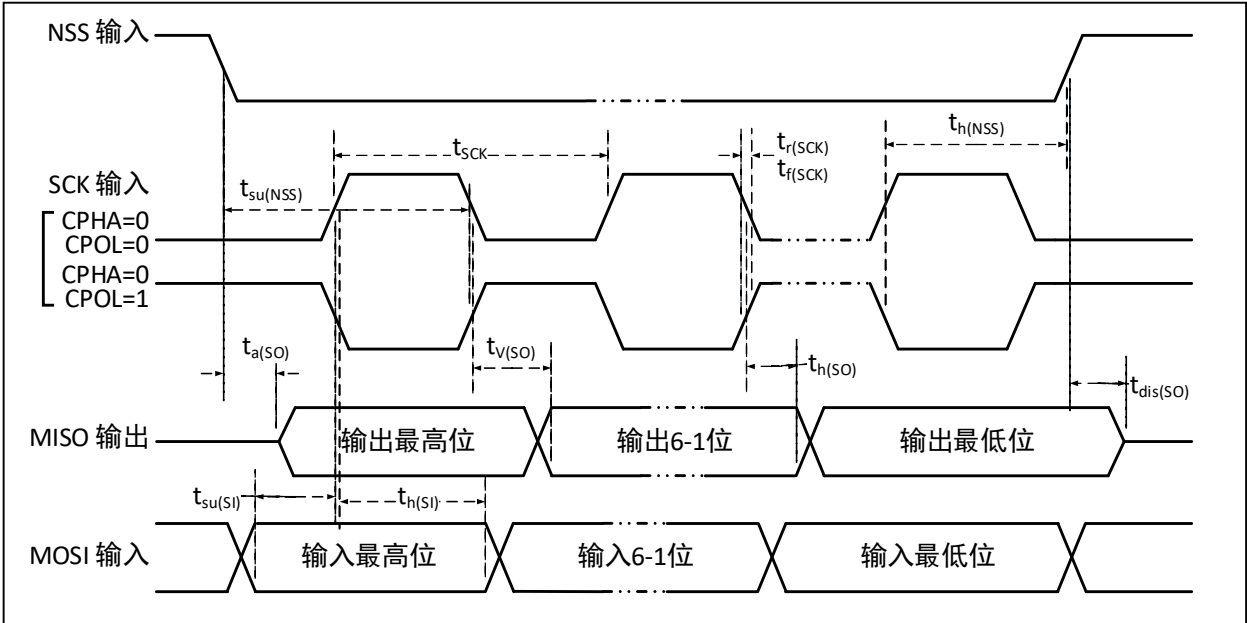 NSS 输入
t_h(NSS)
t_SCK
t_r(SCK)
t_f(SCK)
SCK 输入
t_su(NSS)
CPHA=0
CPOL=0
CPHA=0
CPOL=1
t_a(SO)
t_V(SO)
t_h(SO)
t_dis(SO)
MISO 输出
输出最高位
输出6-1位
输出最低位
t_su(SI)
t_h(SI)
MOSI 输入
输入最高位
输入6-1位
输入最低位